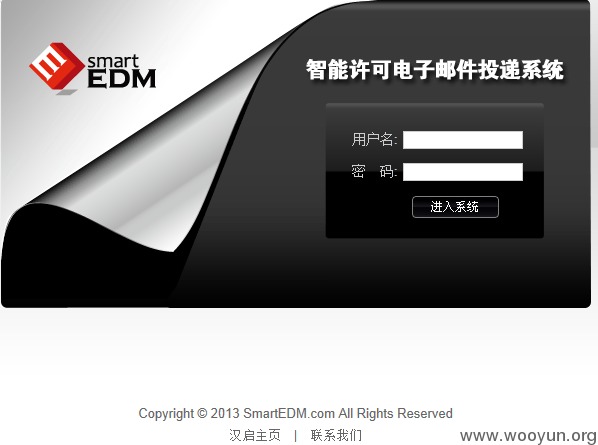 smart
EDM
智能许可电子邮件投递系统
用户名:
密 码:
进入系统
Copyright © 2013 SmartEDM.com All Rights Reserved
汉启主页 | 联系我们
www.wooyun.org